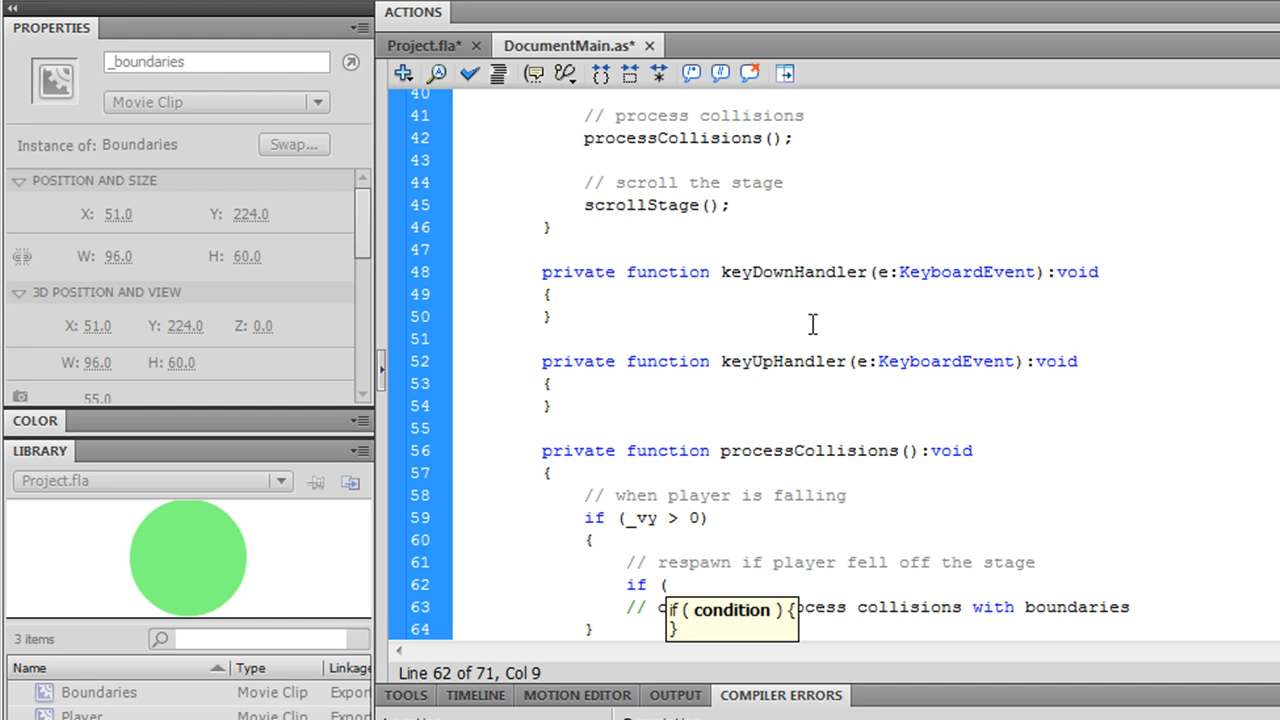 PROPERTIES
_boundaries
Movie Clip
Instance of: Boundaries
Swap...
POSITION AND SIZE
X: 51.0 Y: 224.0
W: 96.0 H: 60.0
3D POSITION AND VIEW
X: 51.0 Y: 224.0 Z: 0.0
W: 96.0 H: 60.0
55.0
COLOR
LIBRARY
Project.fla
3 items
Name Type Linkage
Boundaries Movie Clip Expor
Player Movie Clip Expor
ACTIONS
Project.fla* DocumentMain.as*
40
41 // process collisions
42 processCollisions();
43
44 // scroll the stage
45 scrollStage();
46 }
47
48 private function keyDownHandler(e:KeyboardEvent):void
49 {
50 }
51
52 private function keyUpHandler(e:KeyboardEvent):void
53 {
54 }
55
56 private function processCollisions():void
57 {
58 // when player is falling
59 if (_vy > 0)
60 {
61 // respawn if player fell off the stage
62 if (
63 // collisions with boundaries
if ( condition ) {
}
64 }
Line 62 of 71, Col 9
TOOLS TIMELINE MOTION EDITOR OUTPUT COMPILER ERRORS